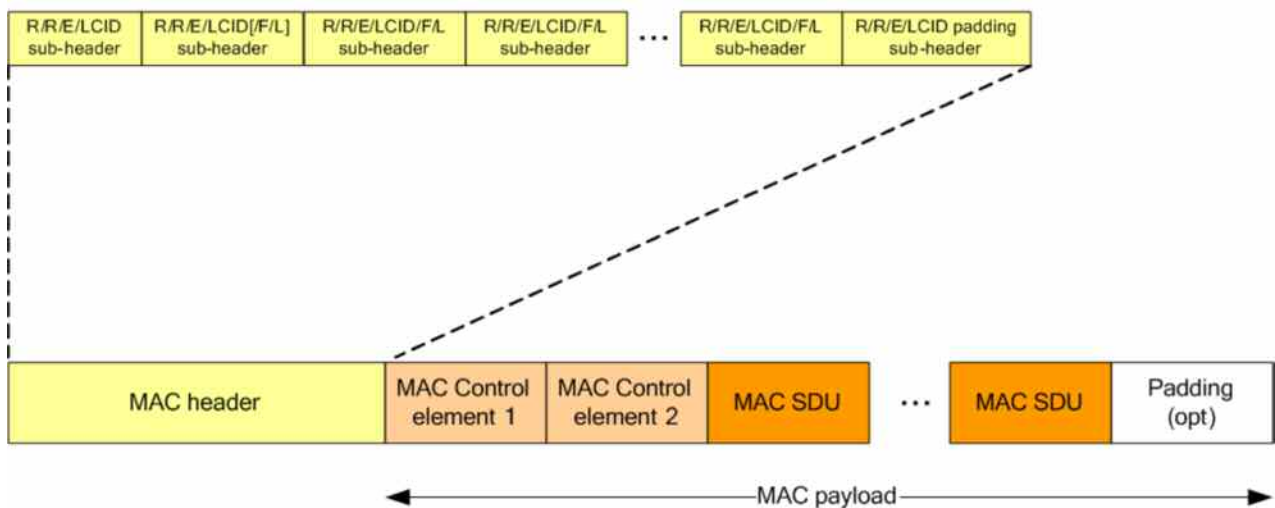 R/R/E/LCID
sub-header
R/R/E/LCID[/F/L]
sub-header
R/R/E/LCID/F/L
sub-header
R/R/E/LCID/F/L
sub-header
...
R/R/E/LCID/F/L
sub-header
R/R/E/LCID padding
sub-header
MAC header
MAC Control
element 1
MAC Control
element 2
MAC SDU
...
MAC SDU
Padding
(opt)
MAC payload